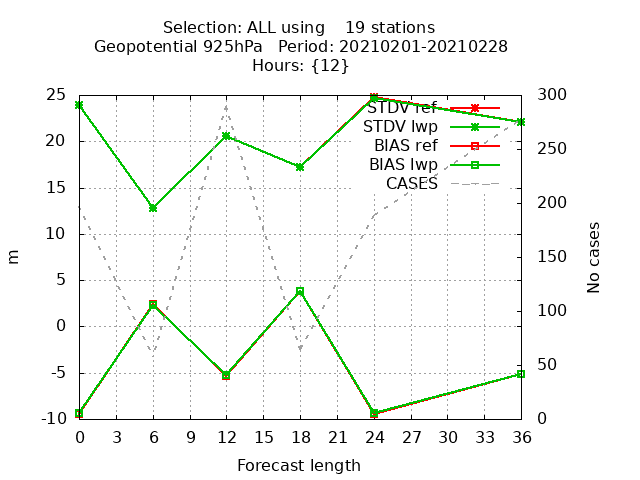 Selection: ALL using    19 stations
Geopotential 925hPa   Period: 20210201-20210228
Hours: {12}
25
20
15
10
5
0
-5
-10
m
STDV ref
STDV lwp
BIAS ref
BIAS lwp
CASES
300
250
200
150
100
50
0
No cases
0 3 6 9 12 15 18 21 24 27 30 33 36
Forecast length